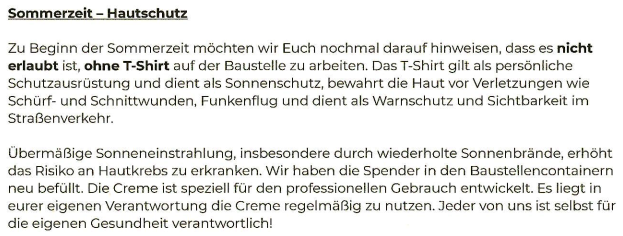 Sommerzeit – Hautschutz
Zu Beginn der Sommerzeit möchten wir Euch nochmal darauf hinweisen, dass es nicht
erlaubt ist, ohne T-Shirt auf der Baustelle zu arbeiten. Das T-Shirt gilt als persönliche
Schutzausrüstung und dient als Sonnenschutz, bewahrt die Haut vor Verletzungen wie
Schürf- und Schnittwunden, Funkenflug und dient als Warnschutz und Sichtbarkeit im
Straßenverkehr.
Übermäßige Sonneneinstrahlung, insbesondere durch wiederholte Sonnenbrände, erhöht
das Risiko an Hautkrebs zu erkranken. Wir haben die Spender in den Baustellencontainern
neu befüllt. Die Creme ist speziell für den professionellen Gebrauch entwickelt. Es liegt in
eurer eigenen Verantwortung die Creme regelmäßig zu nutzen. Jeder von uns ist selbst für
die eigenen Gesundheit verantwortlich!